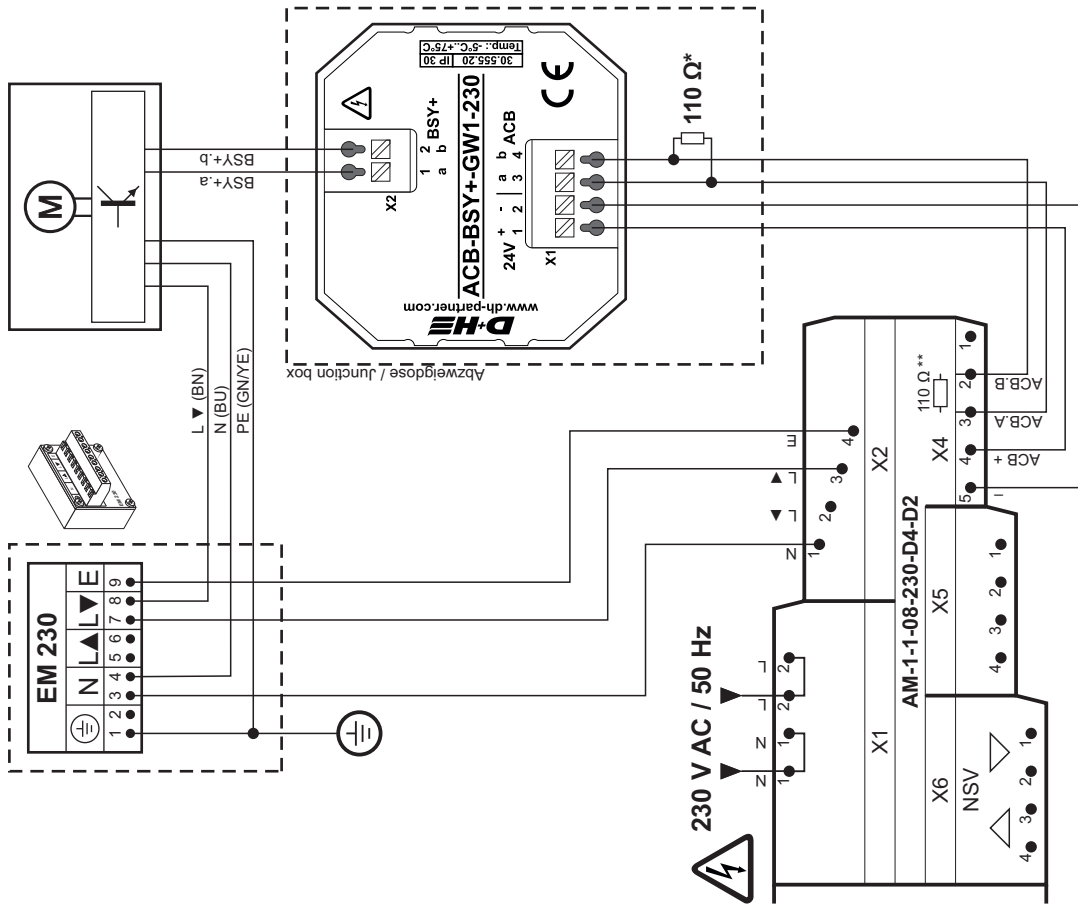 M
BSY+.b
BSY+.a
L ▼ (BN)
N (BU)
PE (GN/YE)
Abzweigdose / Junction box
D+H
www.dh-partner.com
ACB-BSY+-GW1-230
30.555.20 IP 30
Temp.: -5°C..+75°C
CE
X2
1 2
a b
BSY+
24V + - | a b ACB
1 2 3 4
X1
110 Ω*
EM 230
N L▲ L▼ E
1 2 3 4 5 6 7 8 9
230 V AC / 50 Hz
N N L L
1 1 2 2
X1
AM-1-1-08-230-D4-D2
X2
N L ▼ L ▲ E
1 2 3 4
X6
NSV
4 3 2 1
X5
4 3 2 1
X4
110 Ω **
5 4 3 2 1
–
ACB +
ACB.A
ACB.B